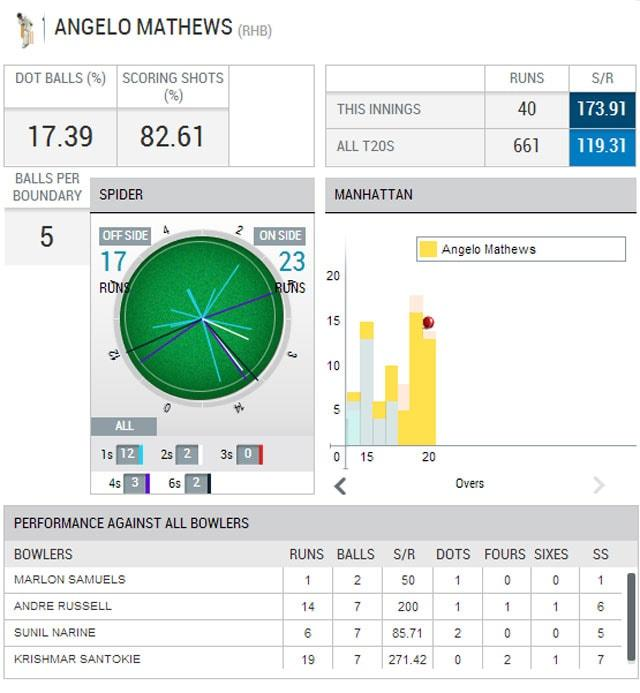 ANGELO MATHEWS (RHB)
DOT BALLS (%) SCORING SHOTS (%)
17.39 82.61
RUNS S/R
THIS INNINGS 40 173.91
ALL T20S 661 119.31
BALLS PER BOUNDARY
5
SPIDER
OFF SIDE ON SIDE
17 RUNS
23 RUNS
4 2
12 3
0 14
ALL
1s 12 2s 2 3s 0
4s 3 6s 2
MANHATTAN
Angelo Mathews
20
15
10
5
0 15 20
Overs
PERFORMANCE AGAINST ALL BOWLERS
BOWLERS RUNS BALLS S/R DOTS FOURS SIXES SS
MARLON SAMUELS 1 2 50 1 0 0 1
ANDRE RUSSELL 14 7 200 1 1 1 6
SUNIL NARINE 6 7 85.71 2 0 0 5
KRISHMAR SANTOKIE 19 7 271.42 0 2 1 7